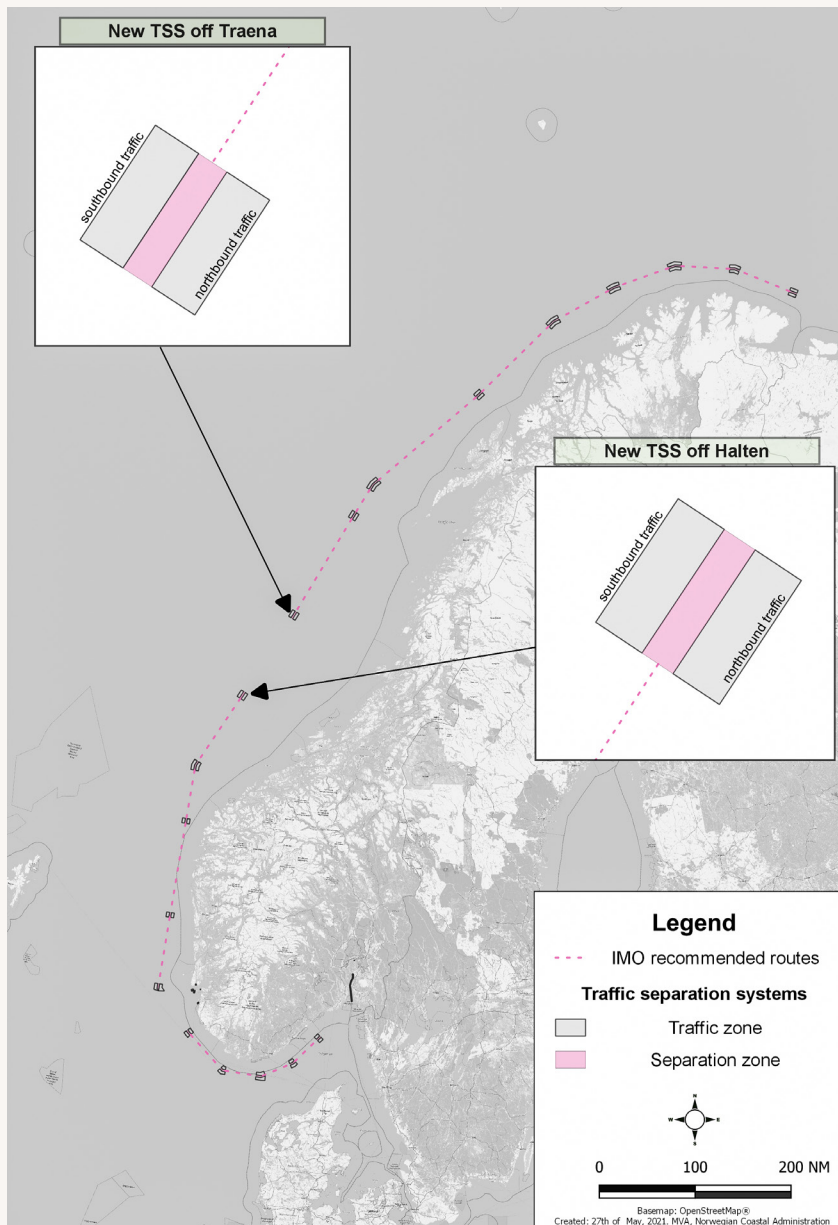 New TSS off Traena
southbound traffic
northbound traffic
New TSS off Halten
southbound traffic
northbound traffic
Legend
IMO recommended routes
Traffic separation systems
Traffic zone
Separation zone
N
W
E
S
0 100 200 NM
Basemap: OpenStreetMap®
Created: 27th of May, 2021, MVA, Norwegian Coastal Administration